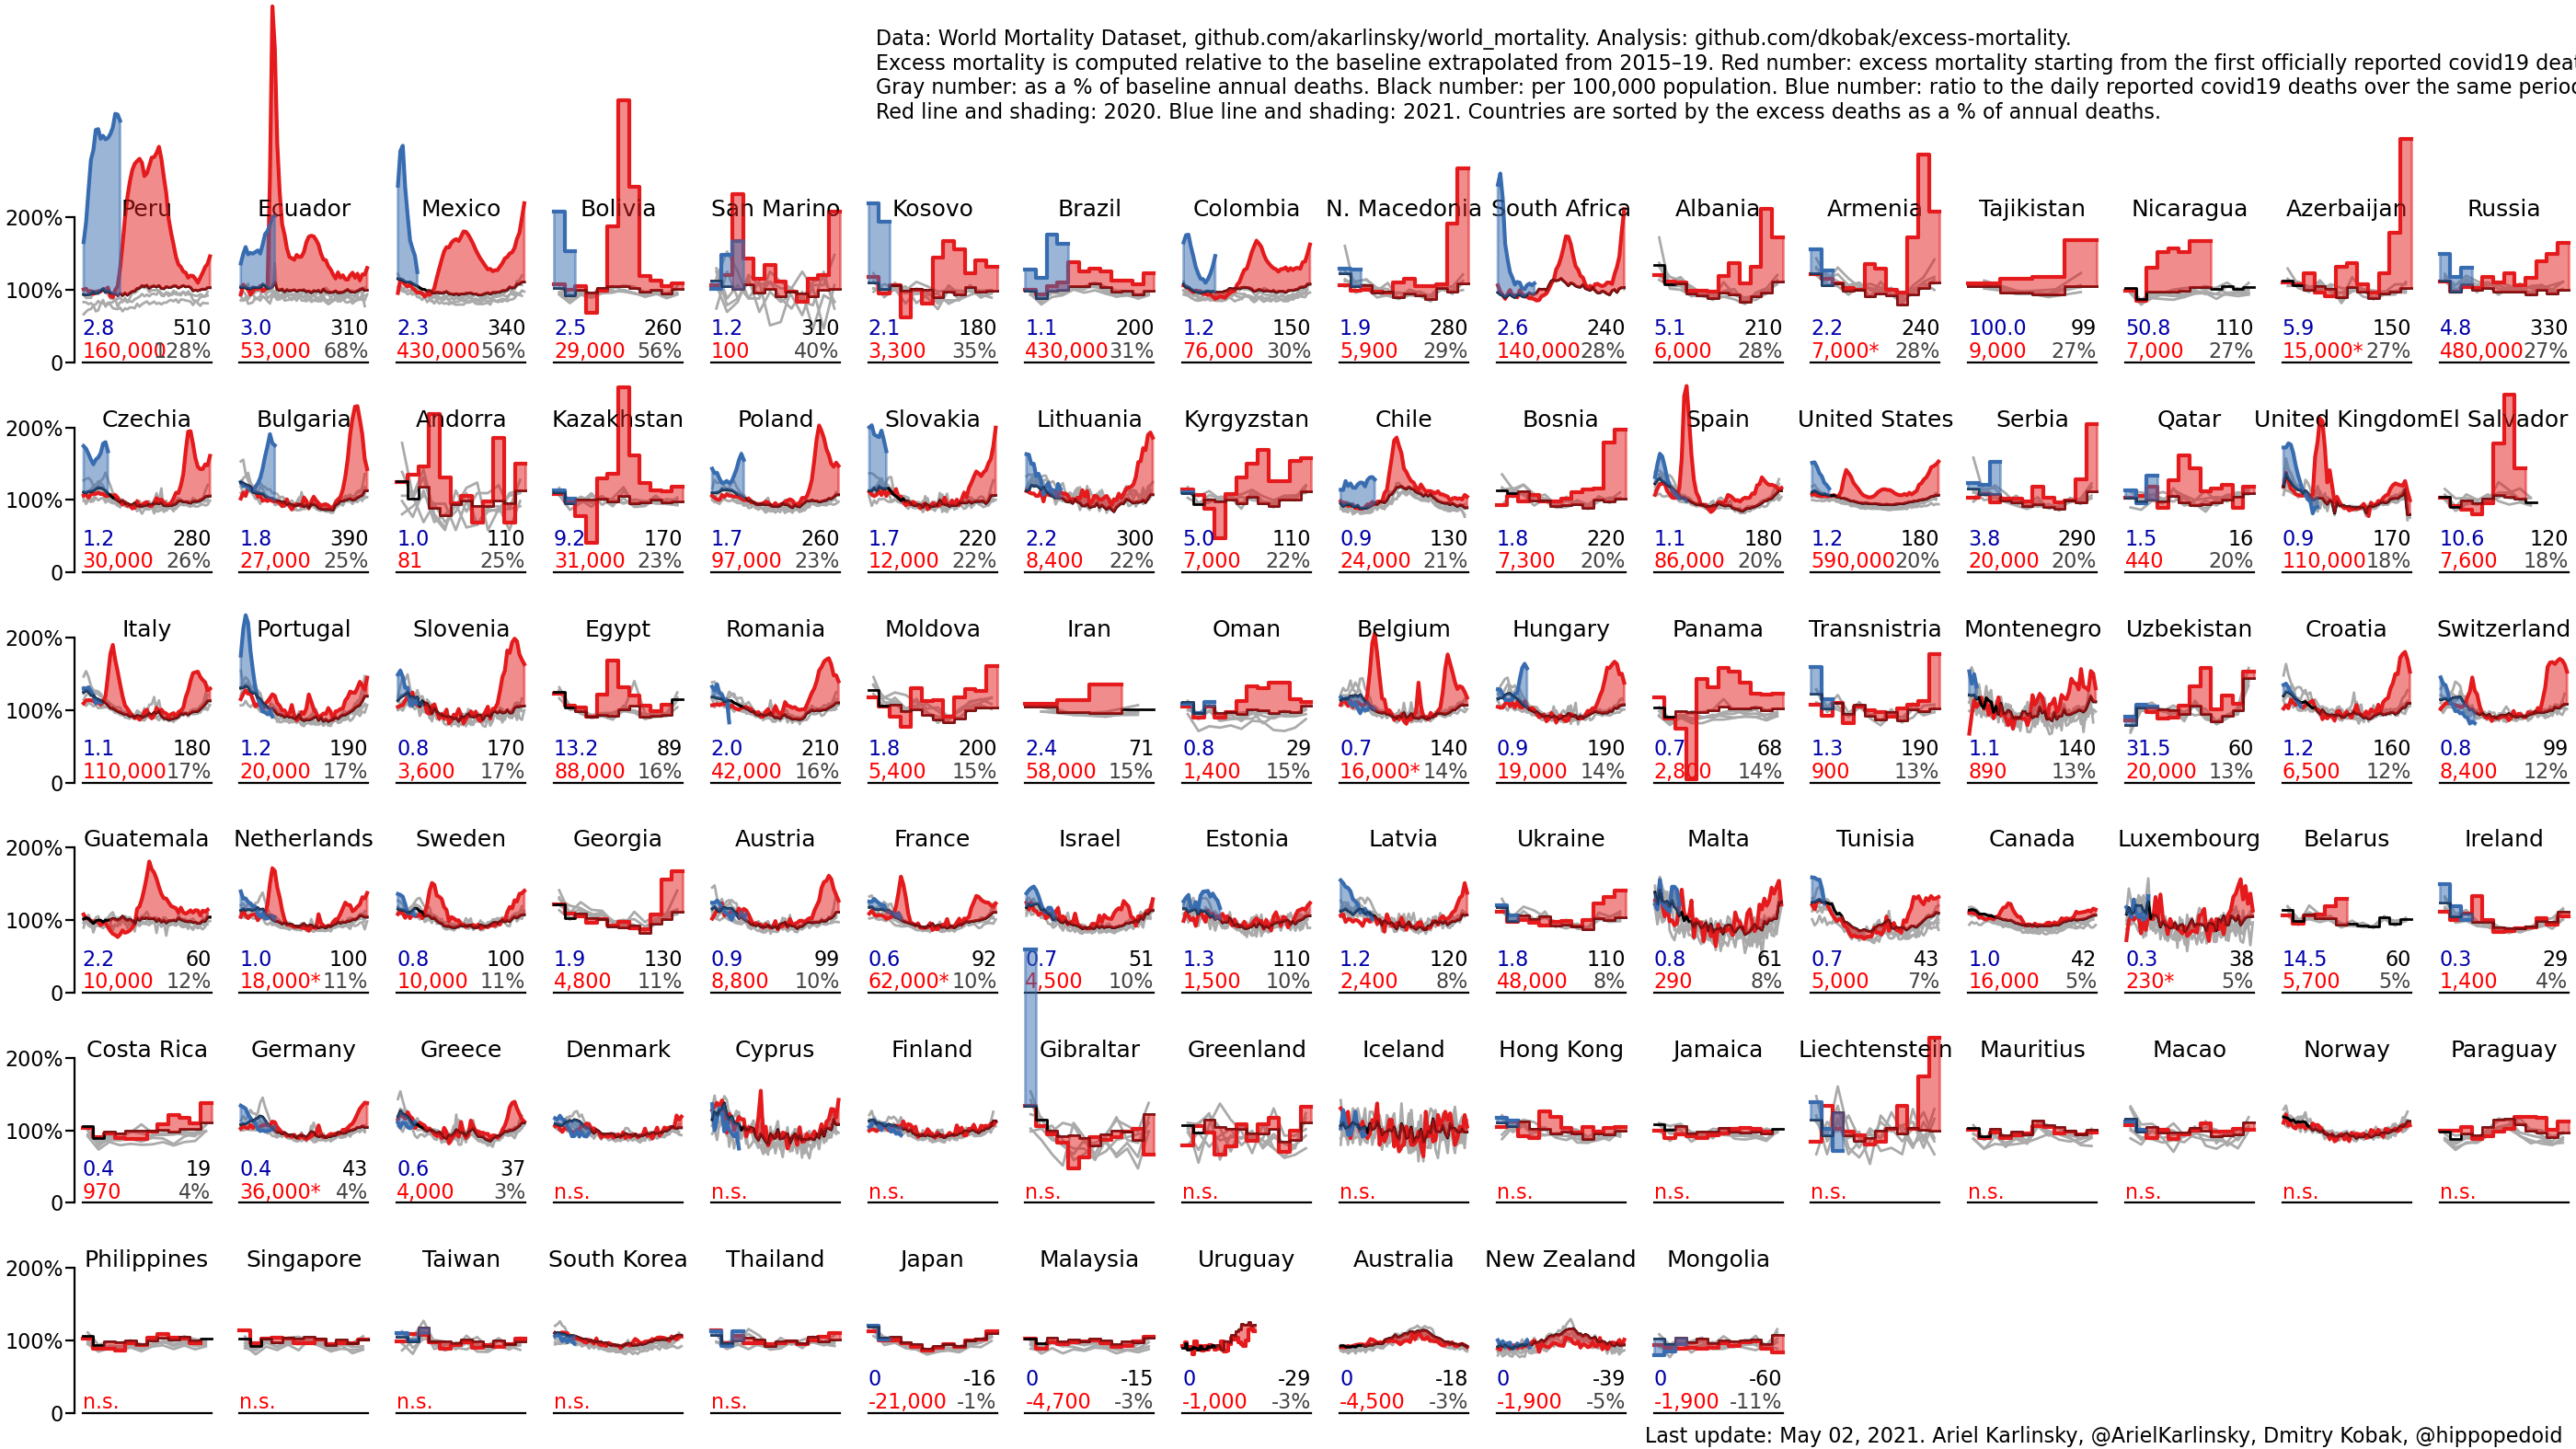 Data: World Mortality Dataset, github.com/akarlinsky/world_mortality. Analysis: github.com/dkobak/excess-mortality.
Excess mortality is computed relative to the baseline extrapolated from 2015–19. Red number: excess mortality starting from the first officially reported covid19
Gray number: as a % of baseline annual deaths. Black number: per 100,000 population. Blue number: ratio to the daily reported covid19 deaths over the same
Red line and shading: 2020. Blue line and shading: 2021. Countries are sorted by the excess deaths as a % of annual deaths.
200% Peru Ecuador Mexico Bolivia San Marino Kosovo Brazil Colombia N. Macedonia South Africa Albania Armenia Tajikistan Nicaragua Azerbaijan Russia
100%
2.8 510 3.0 310 2.3 340 2.5 260 1.2 310 2.1 180 1.1 200 1.2 150 1.9 280 2.6 240 5.1 210 2.2 240 100.0 99 50.8 110 5.9 150 4.8 330
0 160,000 128% 53,000 68% 430,000 56% 29,000 56% 100 40% 3,300 35% 430,000 31% 76,000 30% 5,900 29% 140,000 28% 6,000 28% 7,000* 28% 9,000 27% 7,000 27% 15,000* 27% 480,000 27%
200% Czechia Bulgaria Andorra Kazakhstan Poland Slovakia Lithuania Kyrgyzstan Chile Bosnia Spain United States Serbia Qatar United Kingdom El Salvador
100%
1.2 280 1.8 390 1.0 110 9.2 170 1.7 260 1.7 220 2.2 300 5.0 110 0.9 130 1.8 220 1.1 180 1.2 180 3.8 290 1.5 16 0.9 170 10.6 120
0 30,000 26% 27,000 25% 81 25% 31,000 23% 97,000 23% 12,000 22% 8,400 22% 7,000 22% 24,000 21% 7,300 20% 86,000 20% 590,000 20% 20,000 20% 440 20% 110,000 18% 7,600 18%
200% Italy Portugal Slovenia Egypt Romania Moldova Iran Oman Belgium Hungary Panama Transnistria Montenegro Uzbekistan Croatia Switzerland
100%
1.1 180 1.2 190 0.8 170 13.2 89 2.0 210 1.8 200 2.4 71 0.8 29 0.7 140 0.9 190 0.7 68 1.3 190 1.1 140 31.5 60 1.2 160 0.8 99
0 110,000 17% 20,000 17% 3,600 17% 88,000 16% 42,000 16% 5,400 15% 58,000 15% 1,400 15% 16,000* 14% 19,000 14% 2,800 14% 900 13% 890 13% 20,000 13% 6,500 12% 8,400 12%
200% Guatemala Netherlands Sweden Georgia Austria France Israel Estonia Latvia Ukraine Malta Tunisia Canada Luxembourg Belarus Ireland
100%
2.2 60 1.0 100 0.8 100 1.9 130 0.9 99 0.6 92 0.7 51 1.3 110 1.2 120 1.8 110 0.8 61 0.7 43 1.0 42 0.3 38 14.5 60 0.3 29
0 10,000 12% 18,000* 11% 10,000 11% 4,800 11% 8,800 10% 62,000* 10% 4,500 10% 1,500 10% 2,400 8% 48,000 8% 290 8% 5,000 7% 16,000 5% 230* 5% 5,700 5% 1,400 4%
200% Costa Rica Germany Greece Denmark Cyprus Finland Gibraltar Greenland Iceland Hong Kong Jamaica Liechtenstein Mauritius Macao Norway Paraguay
100%
0.4 19 0.4 43 0.6 37
0 970 4% 36,000* 4% 4,000 3% n.s. n.s. n.s. n.s. n.s. n.s. n.s. n.s. n.s. n.s. n.s. n.s. n.s.
200% Philippines Singapore Taiwan South Korea Thailand Japan Malaysia Uruguay Australia New Zealand Mongolia
100%
0 -16 0 -15 0 -29 0 -18 0 -39 0 -60
0 n.s. n.s. n.s. n.s. n.s. -21,000 -1% -4,700 -3% -1,000 -3% -4,500 -3% -1,900 -5% -1,900 -11%
Last update: May 02, 2021. Ariel Karlinsky, @ArielKarlinsky, Dmitry Kobak, @hippopedoid